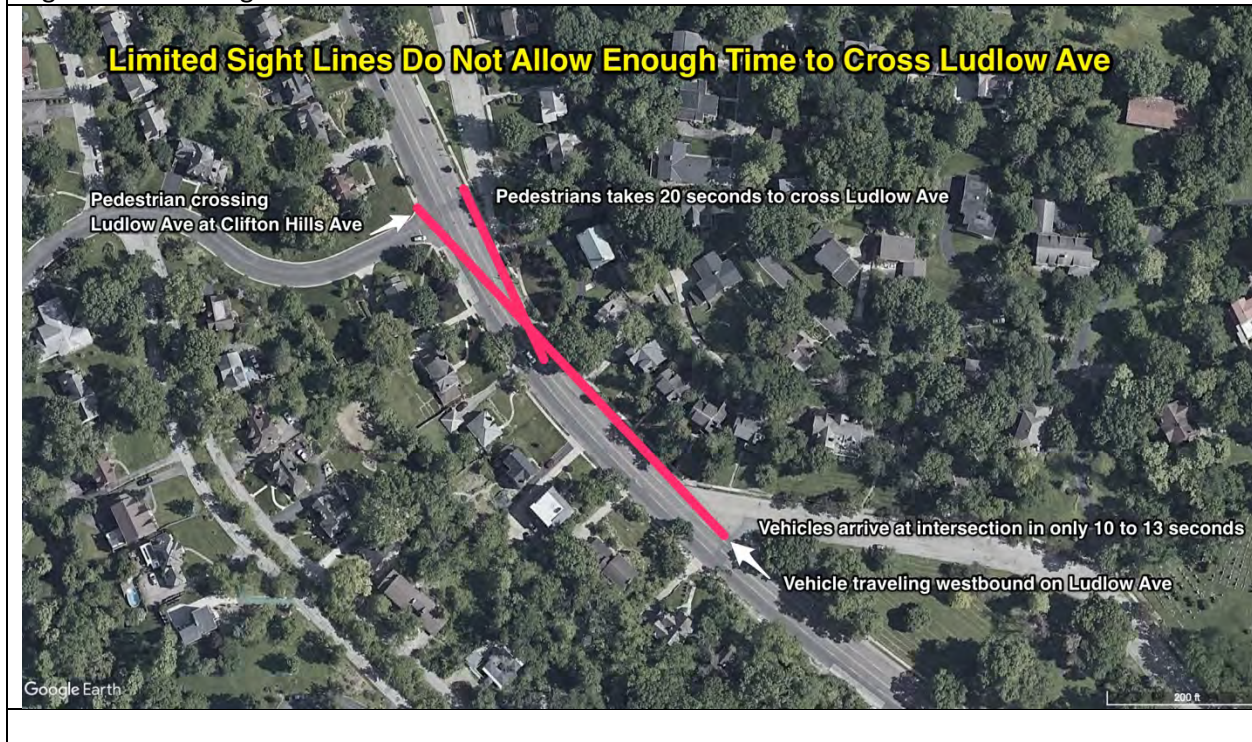 Limited Sight Lines Do Not Allow Enough Time to Cross Ludlow Ave
Pedestrian crossing
Ludlow Ave at Clifton Hills Ave
Pedestrians takes 20 seconds to cross Ludlow Ave
Vehicles arrive at intersection in only 10 to 13 seconds
Vehicle traveling westbound on Ludlow Ave
Google Earth
200 ft